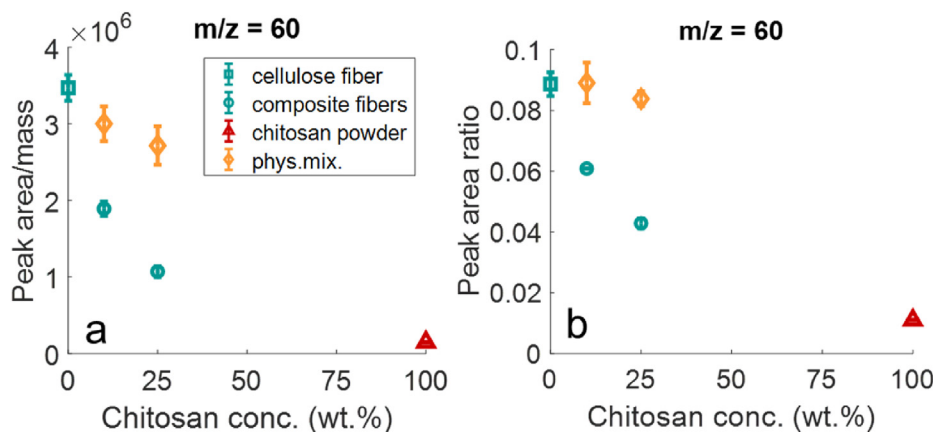 × 10⁶
m/z = 60
4
3
2
1
0
Peak area/mass
cellulose fiber
composite fibers
chitosan powder
phys.mix.
a
0
25
50
75
100
Chitosan conc. (wt.%)
m/z = 60
0.1
0.08
0.06
0.04
0.02
0
Peak area ratio
b
0
25
50
75
100
Chitosan conc. (wt.%)